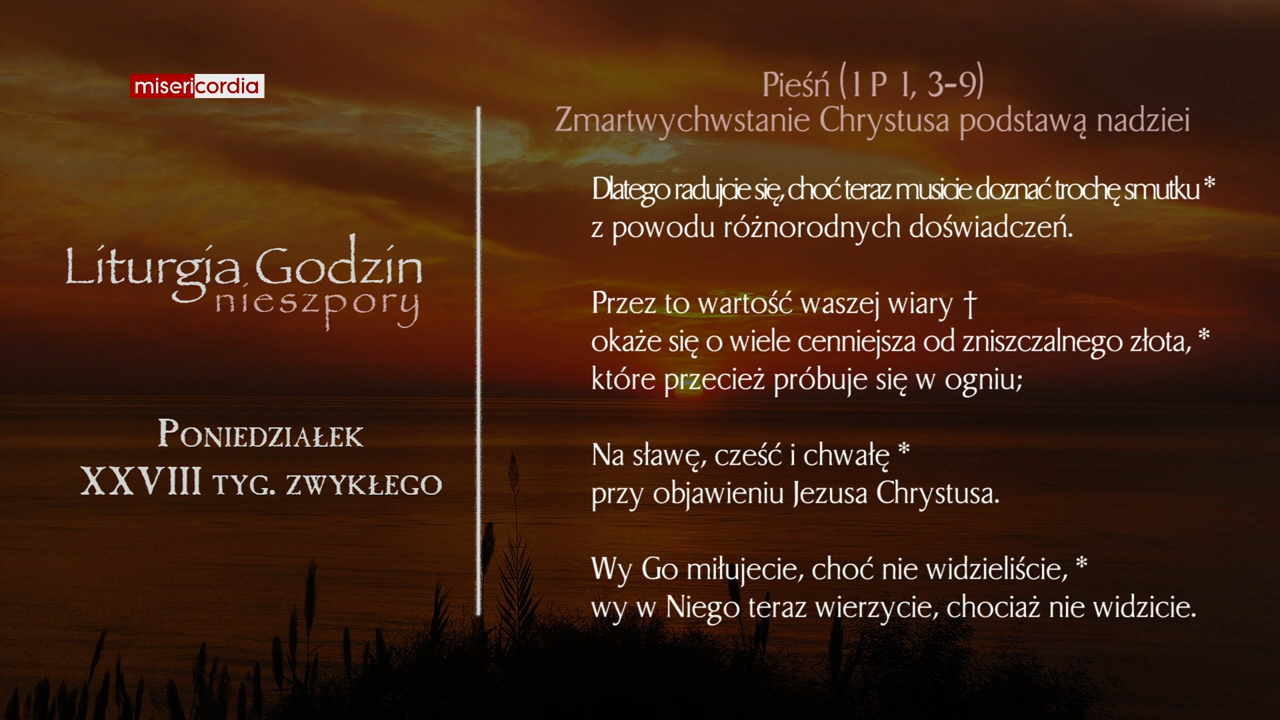 misericordia
Liturgia Godzin
nieszpory
Poniedziałek
XXVIII tyg. zwykłego
Pieśń (1 P 1, 3-9)
Zmartwychwstanie Chrystusa podstawą nadziei
Dlatego radujcie się, choć teraz musicie doznać trochę smutku *
z powodu różnorodnych doświadczeń.
Przez to wartość waszej wiary †
okaże się o wiele cenniejsza od zniszczalnego złota, *
które przecież próbuje się w ogniu;
Na sławę, cześć i chwałę *
przy objawieniu Jezusa Chrystusa.
Wy Go miłujecie, choć nie widzieliście, *
wy w Niego teraz wierzycie, chociaż nie widzicie.